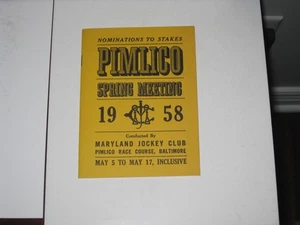 NOMINATIONS TO STAKES
PIMLICO
SPRING MEETING
19 MJC 58
Conducted By
MARYLAND JOCKEY CLUB
PIMLICO RACE COURSE, BALTIMORE
MAY 5 TO MAY 17, INCLUSIVE